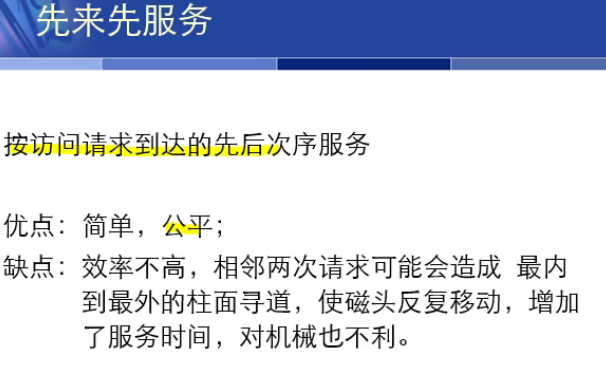 先来先服务
按访问请求到达的先后次序服务
优点：简单，公平；
缺点：效率不高，相邻两次请求可能会造成 最内
到最外的柱面寻道，使磁头反复移动，增加
了服务时间，对机械也不利。